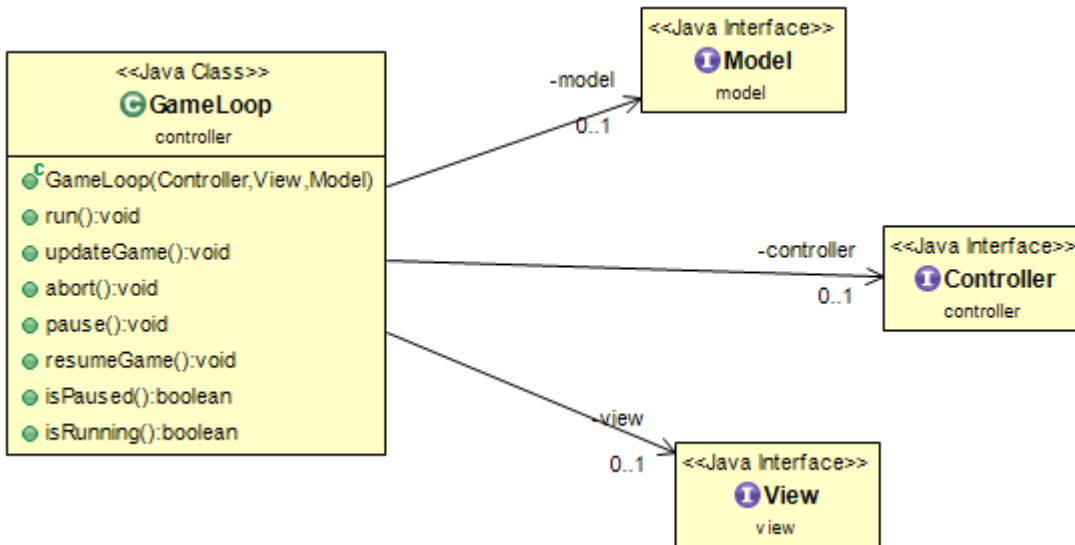 <<Java Class>>
C GameLoop
controller
c GameLoop(Controller,View,Model)
run():void
updateGame():void
abort():void
pause():void
resumeGame():void
isPaused():boolean
isRunning():boolean
-model
0..1
<<Java Interface>>
I Model
model
-controller
0..1
<<Java Interface>>
I Controller
controller
-view
0..1
<<Java Interface>>
I View
view